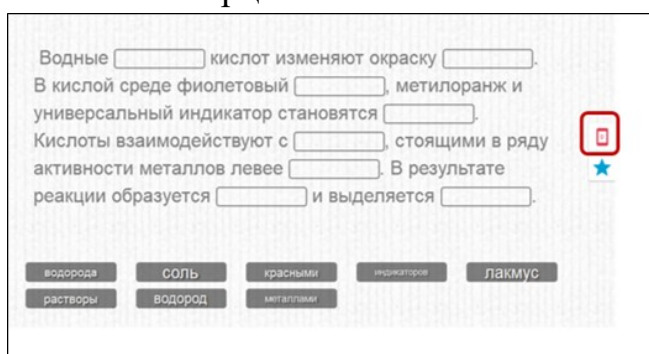 Водные кислот изменяют окраску .
В кислой среде фиолетовый , метилоранж и
универсальный индикатор становятся .
Кислоты взаимодействуют с , стоящими в ряду
активности металлов левее . В результате
реакции образуется и выделяется .
водорода соль красными индикаторов лакмус
растворы водород металлами